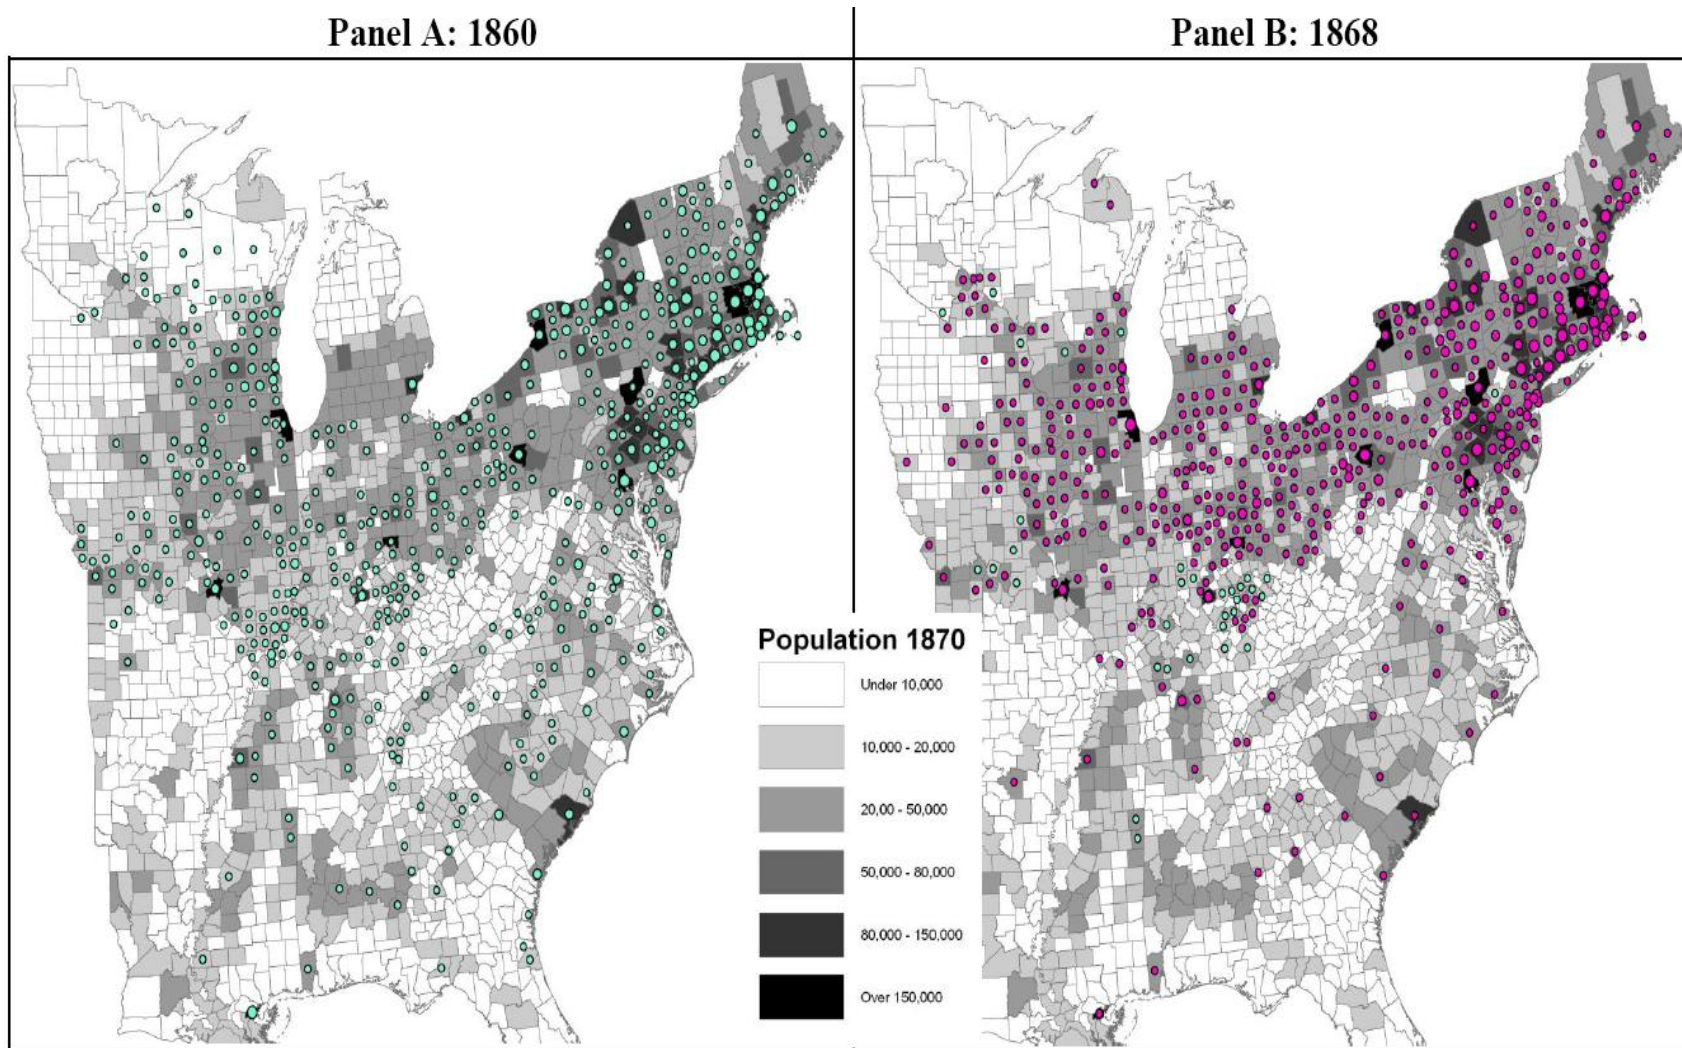 Panel A: 1860
Panel B: 1868
Population 1870
Under 10,000
10,000 - 20,000
20,00 - 50,000
50,000 - 80,000
80,000 - 150,000
Over 150,000